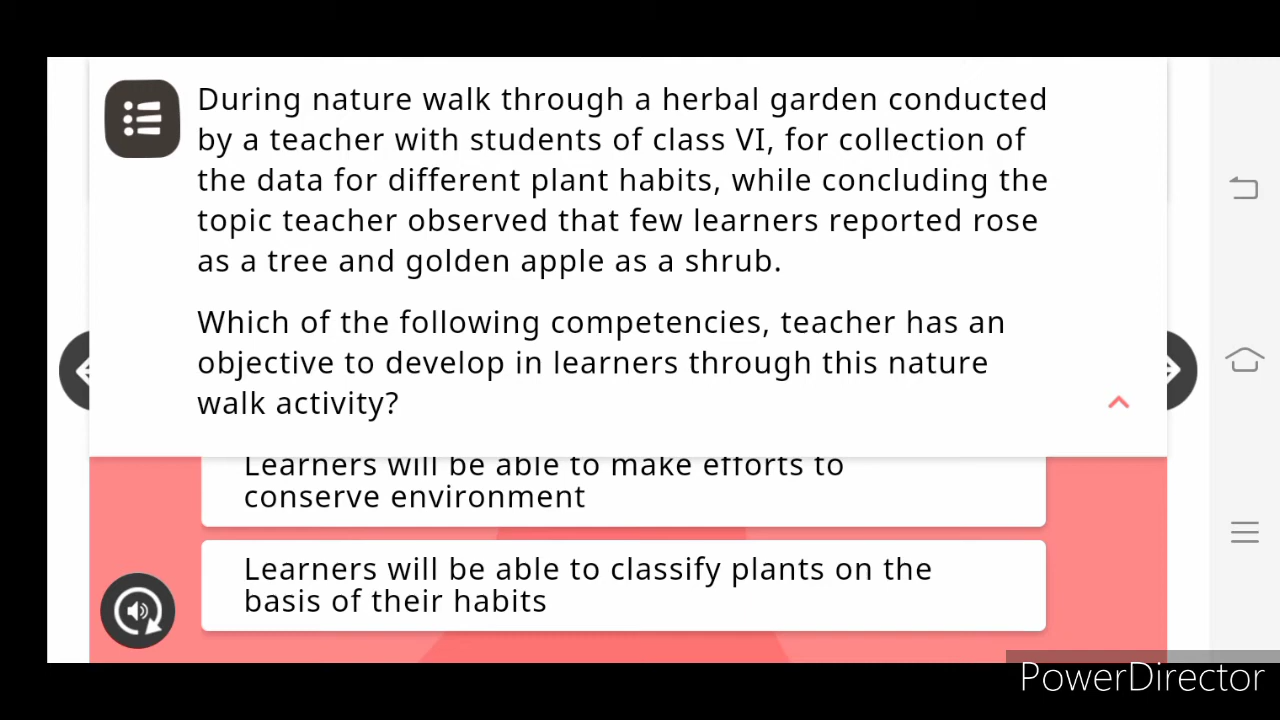 During nature walk through a herbal garden conducted
by a teacher with students of class VI, for collection of
the data for different plant habits, while concluding the
topic teacher observed that few learners reported rose
as a tree and golden apple as a shrub.
Which of the following competencies, teacher has an
objective to develop in learners through this nature
walk activity?
Learners will be able to make efforts to
conserve environment
Learners will be able to classify plants on the
basis of their habits
PowerDirector